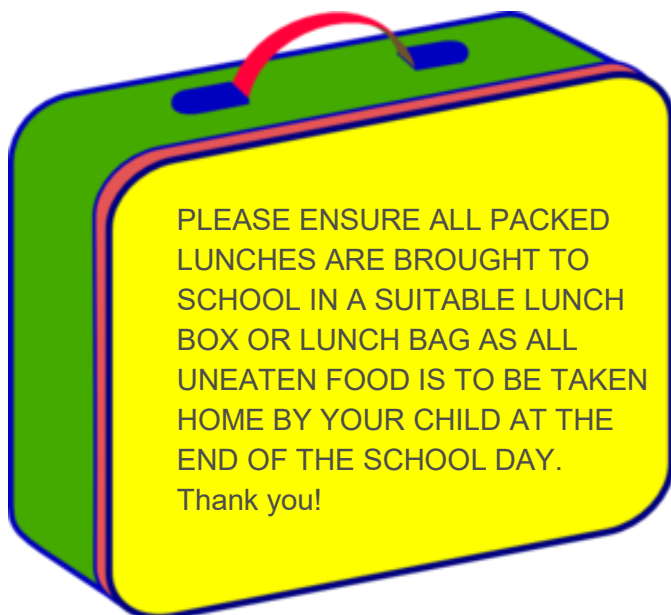 PLEASE ENSURE ALL PACKED
LUNCHES ARE BROUGHT TO
SCHOOL IN A SUITABLE LUNCH
BOX OR LUNCH BAG AS ALL
UNEATEN FOOD IS TO BE TAKEN
HOME BY YOUR CHILD AT THE
END OF THE SCHOOL DAY.
Thank you!